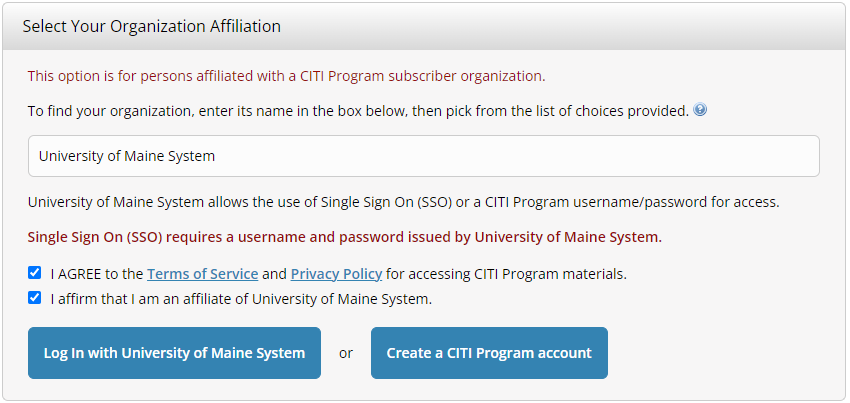 Select Your Organization Affiliation
This option is for persons affiliated with a CITI Program subscriber organization.
To find your organization, enter its name in the box below, then pick from the list of choices provided. ?
University of Maine System
University of Maine System allows the use of Single Sign On (SSO) or a CITI Program username/password for access.
Single Sign On (SSO) requires a username and password issued by University of Maine System.
I AGREE to the Terms of Service and Privacy Policy for accessing CITI Program materials.
I affirm that I am an affiliate of University of Maine System.
Log In with University of Maine System or Create a CITI Program account